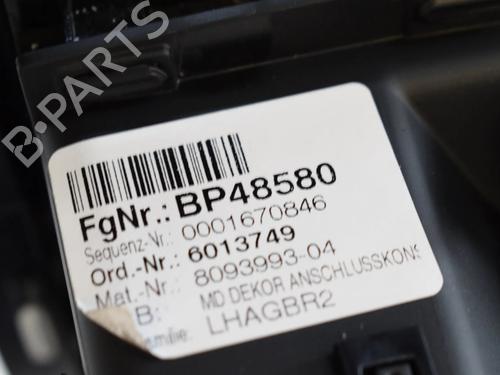 B·PARTS
FgNr.: BP48580
Sequenz-Nr.: 0001670846
Ord.-Nr.: 6013749
Mat.-Nr.: 8093993-04
B: MD DEKOR ANSCHLUSSKONS
LHAGBR2